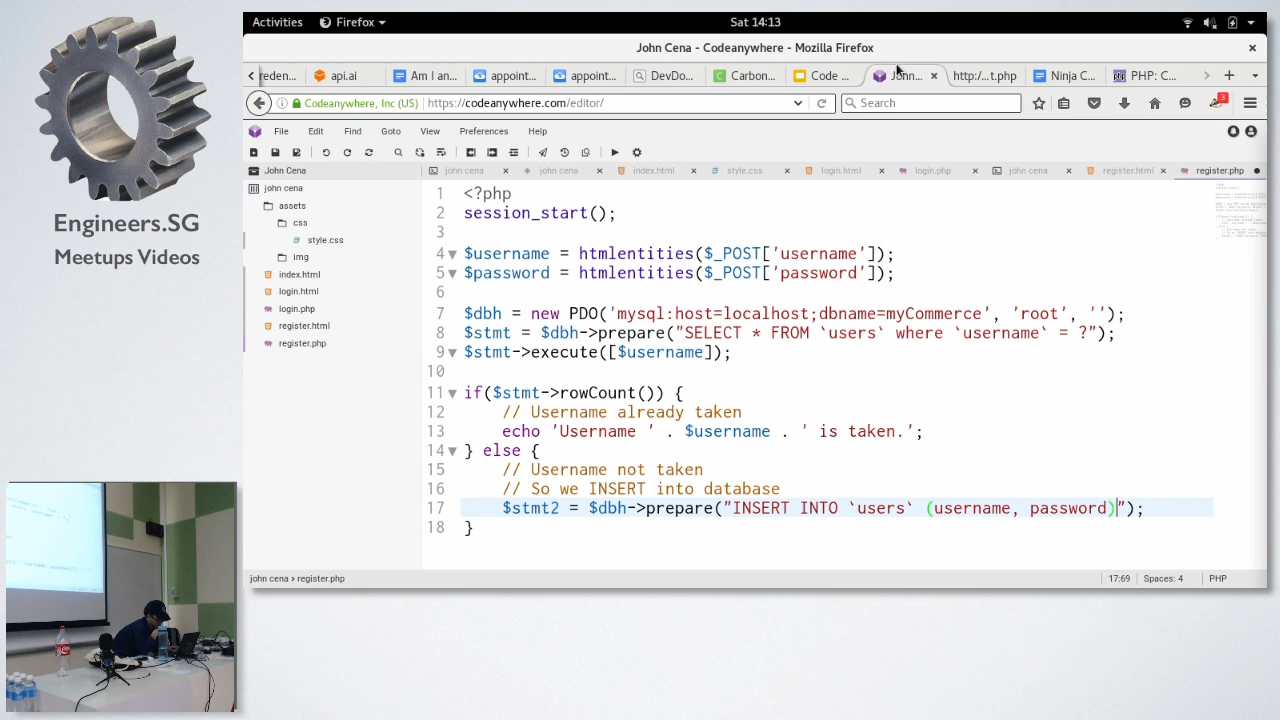 Engineers.SG
Meetups Videos
Activities Firefox Sat 14:13
John Cena - Codeanywhere - Mozilla Firefox
reden... api.ai Am I an... appoint... appoint... DevDo... Carbon... Code ... John... http:/...t.php Ninja C... PHP: C...
Codeanywhere, Inc (US) https://codeanywhere.com/editor/ Search 3
File Edit Find Goto View Preferences Help
John Cena john cena john cena index.html style.css login.html login.php john cena register.html register.php
john cena
assets
css
style.css
img
index.html
login.html
login.php
register.html
register.php
1 <?php
2 session_start();
3
4 $username = htmlentities($_POST['username']);
5 $password = htmlentities($_POST['password']);
6
7 $dbh = new PDO('mysql:host=localhost;dbname=myCommerce', 'root', '');
8 $stmt = $dbh->prepare("SELECT * FROM `users` where `username` = ?");
9 $stmt->execute([$username]);
10
11 if($stmt->rowCount()) {
12 // Username already taken
13 echo 'Username ' . $username . ' is taken.';
14 } else {
15 // Username not taken
16 // So we INSERT into database
17 $stmt2 = $dbh->prepare("INSERT INTO `users` (username, password)");
18 }
john cena › register.php 17:69 Spaces: 4 PHP